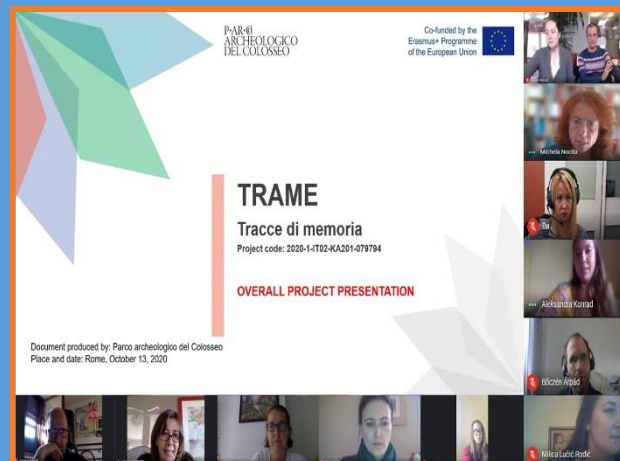 P·AR·CO
ARCHEOLOGICO
DEL COLOSSEO
Co-funded by the
Erasmus+ Programme
of the European Union
TRAME
Tracce di memoria
Project code: 2020-1-IT02-KA201-079794
OVERALL PROJECT PRESENTATION
Document produced by: Parco archeologico del Colosseo
Place and date: Rome, October 13, 2020
Michela Nocita
Aleksandra Konrad
Bőczén Árpád
Milica Lučić Rodić